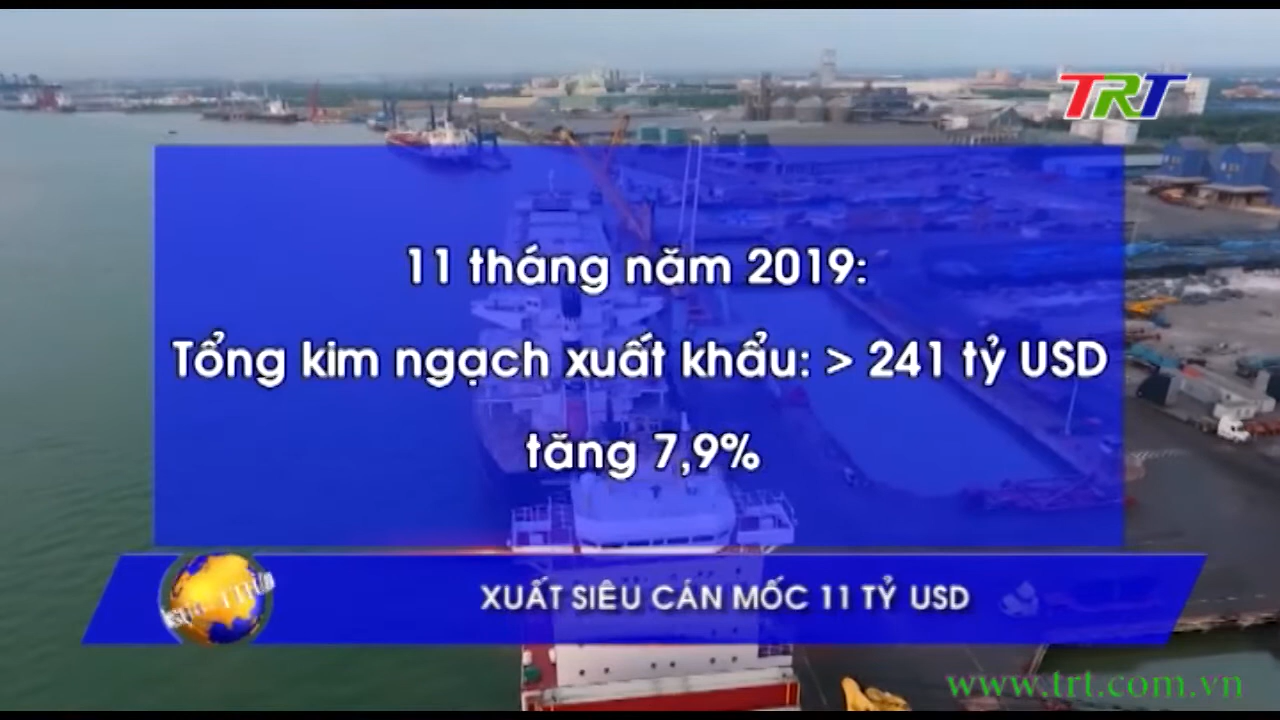 TRT
11 tháng năm 2019:
Tổng kim ngạch xuất khẩu: > 241 tỷ USD
tăng 7,9%
XUẤT SIÊU CÁN MỐC 11 TỶ USD
www.trt.com.vn